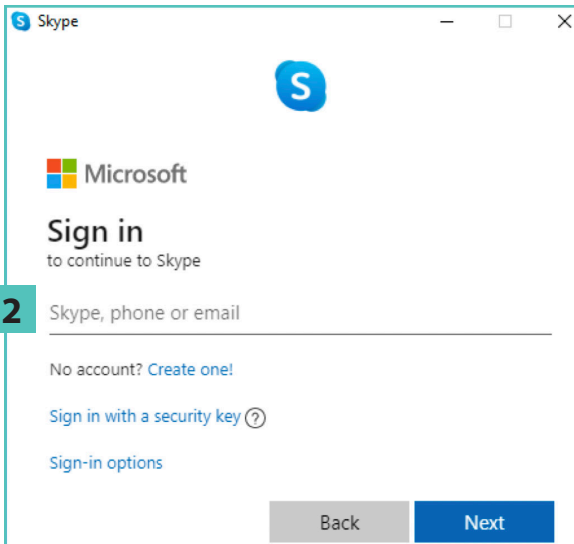 Skype
S
Microsoft
Sign in
to continue to Skype
2
Skype, phone or email
No account? Create one!
Sign in with a security key ?
Sign-in options
Back Next